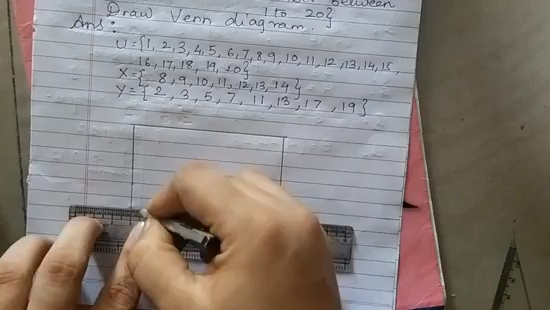 between
1 to 20}
Draw Venn diagram.
Ans:
U = {1, 2, 3, 4, 5, 6, 7, 8, 9, 10, 11, 12, 13, 14, 15,
16, 17, 18, 19, 20}
X = { 8, 9, 10, 11, 12, 13, 14}
Y = {2, 3, 5, 7, 11, 13, 17, 19}